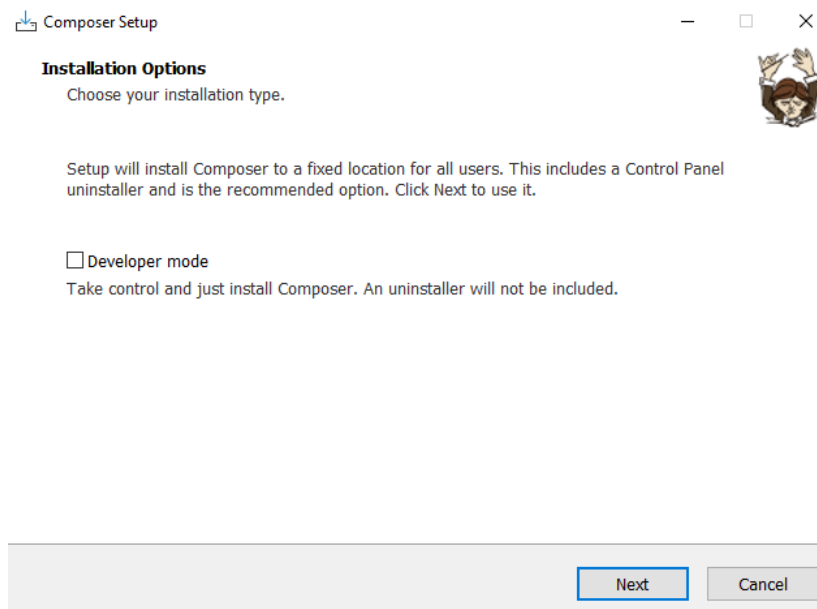 Composer Setup
Installation Options
Choose your installation type.
Setup will install Composer to a fixed location for all users. This includes a Control Panel
uninstaller and is the recommended option. Click Next to use it.
Developer mode
Take control and just install Composer. An uninstaller will not be included.
Next
Cancel